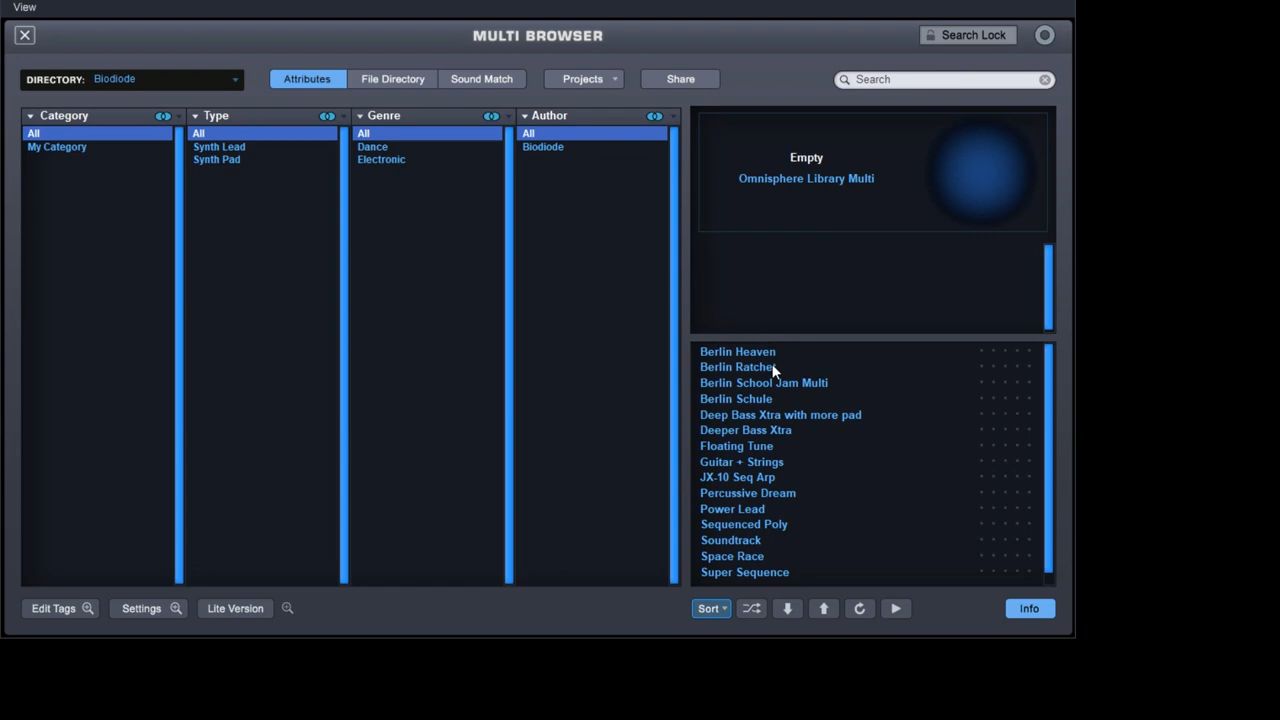 View
MULTI BROWSER
Search Lock
DIRECTORY: Biodiode
Attributes
File Directory
Sound Match
Projects
Share
Search
Category
Type
Genre
Author
All
All
All
All
My Category
Synth Lead
Dance
Biodiode
Synth Pad
Electronic
Empty
Omnisphere Library Multi
Berlin Heaven
Berlin Ratchet
Berlin School Jam Multi
Berlin Schule
Deep Bass Xtra with more pad
Deeper Bass Xtra
Floating Tune
Guitar + Strings
JX-10 Seq Arp
Percussive Dream
Power Lead
Sequenced Poly
Soundtrack
Space Race
Super Sequence
Edit Tags
Settings
Lite Version
Sort
Info